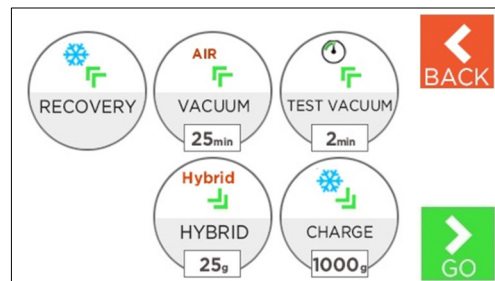 AIR
RECOVERY
VACUUM
TEST VACUUM
25min
2min
BACK
Hybrid
HYBRID
CHARGE
25g
1000g
GO